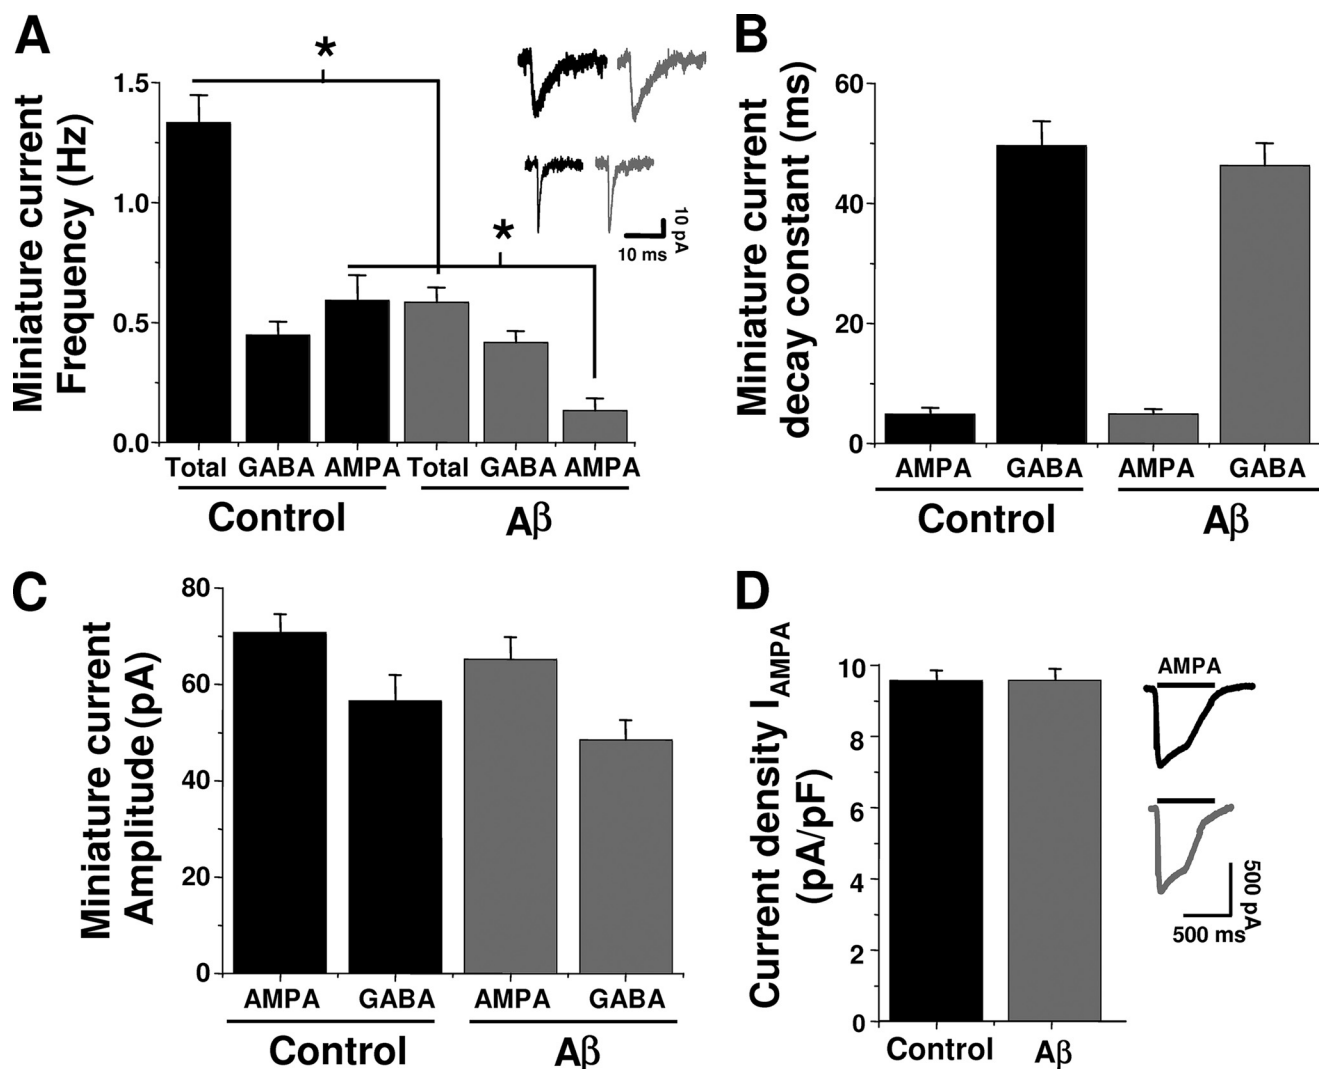 A
Miniature current
Frequency (Hz)
1.5
1.0
0.5
0.0
*
*
10 pA
10 ms
Total GABA AMPA Total GABA AMPA
Control Aβ
B
Miniature current
decay constant (ms)
60
40
20
0
AMPA GABA AMPA GABA
Control Aβ
C
Miniature current
Amplitude (pA)
80
60
40
20
0
AMPA GABA AMPA GABA
Control Aβ
D
Current density I AMPA
(pA/pF)
10
8
6
4
2
0
Control Aβ
AMPA
500 pA
500 ms